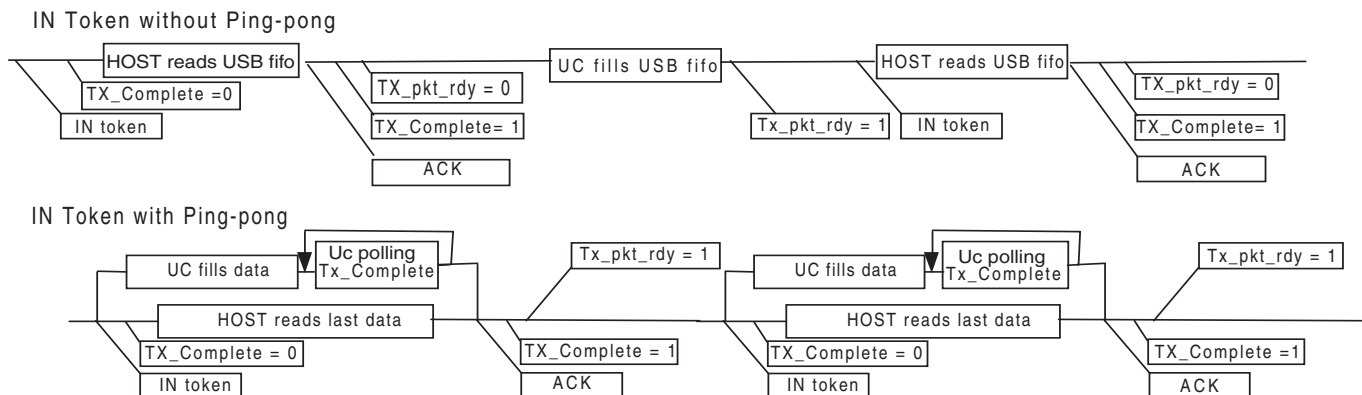 IN Token without Ping-pong
HOST reads USB fifo
UC fills USB fifo
HOST reads USB fifo
TX_Complete =0
TX_pkt_rdy = 0
TX_pkt_rdy = 0
IN token
TX_Complete= 1
Tx_pkt_rdy = 1
IN token
TX_Complete= 1
ACK
ACK
IN Token with Ping-pong
UC fills data
Uc polling
Tx_Complete
Tx_pkt_rdy = 1
UC fills data
Uc polling
Tx_Complete
Tx_pkt_rdy = 1
HOST reads last data
HOST reads last data
TX_Complete = 0
TX_Complete = 1
TX_Complete = 0
TX_Complete =1
IN token
ACK
IN token
ACK